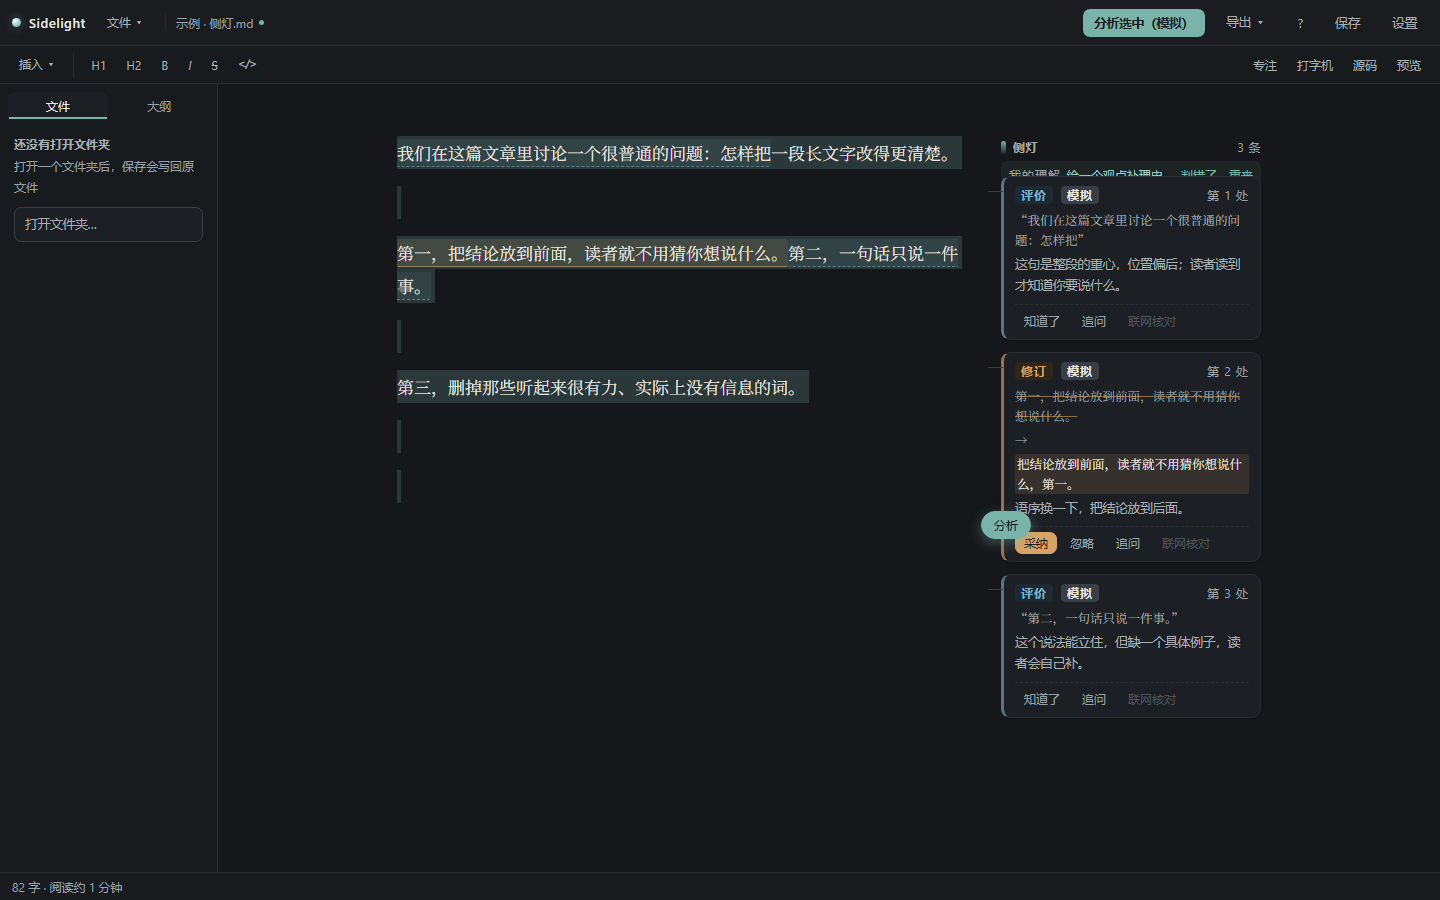 Sidelight 文件 示例 · 侧灯.md 分析选中（模拟） 导出 ? 保存 设置
插入 H1 H2 B I S </> 专注 打字机 源码 预览
文件 大纲
还没有打开文件夹
打开一个文件夹后，保存会写回原
文件
打开文件夹...
我们在这篇文章里讨论一个很普通的问题：怎样把一段长文字改得更清楚。
第一，把结论放到前面，读者就不用猜你想说什么。第二，一句话只说一件
事。
第三，删掉那些听起来很有力、实际上没有信息的词。
侧灯 3 条
我的理解 给一个观点处理中 判错了，重来
评价 模拟 第 1 处
“我们在这篇文章里讨论一个很普通的问
题：怎样把”
这句是整段的重心，位置偏后；读者读到
才知道你要说什么。
知道了 追问 联网核对
修订 模拟 第 2 处
第一，把结论放到前面，读者就不用猜你
想说什么。
→
把结论放到前面，读者就不用猜你想说什
么，第一。
语序换一下，把结论放到后面。
分析
采纳 忽略 追问 联网核对
评价 模拟 第 3 处
“第二，一句话只说一件事。”
这个说法能立住，但缺一个具体例子，读
者会自己补。
知道了 追问 联网核对
82 字 · 阅读约 1 分钟